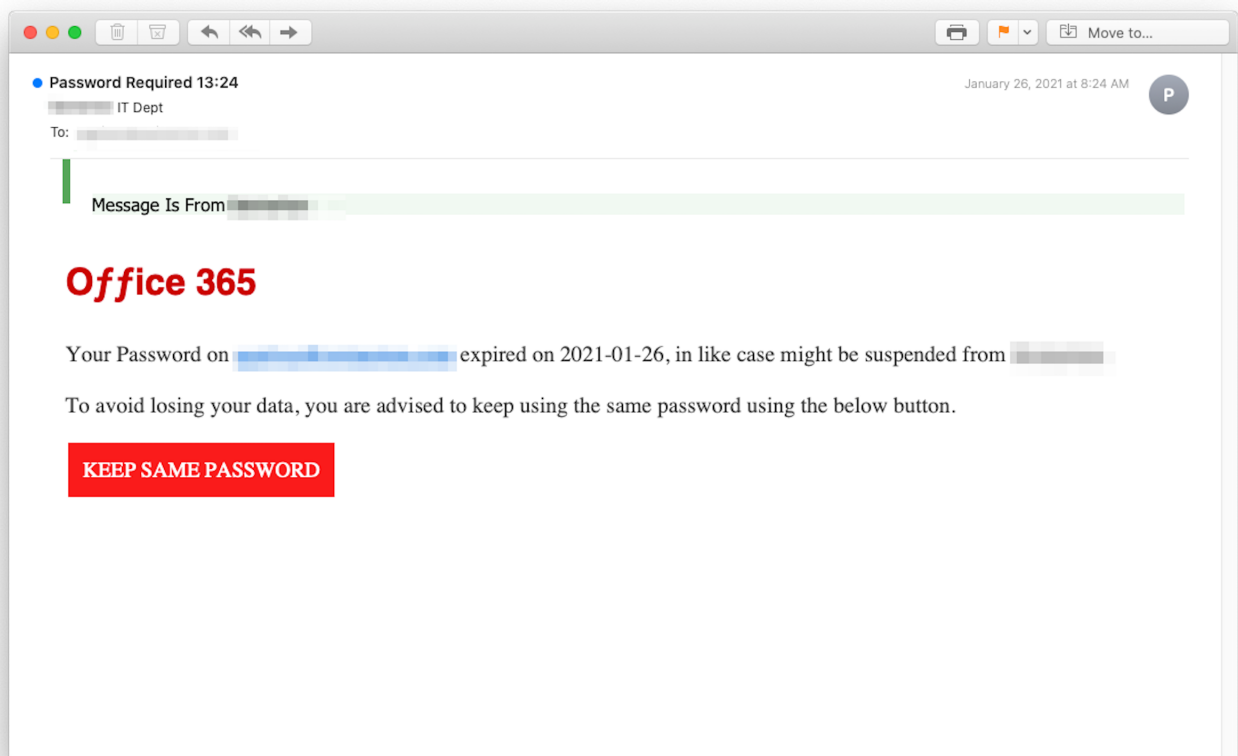 Move to...
Password Required 13:24
January 26, 2021 at 8:24 AM
P
IT Dept
To:
Message Is From
Oƒƒice 365
Your Password on expired on 2021-01-26, in like case might be suspended from
To avoid losing your data, you are advised to keep using the same password using the below button.
KEEP SAME PASSWORD